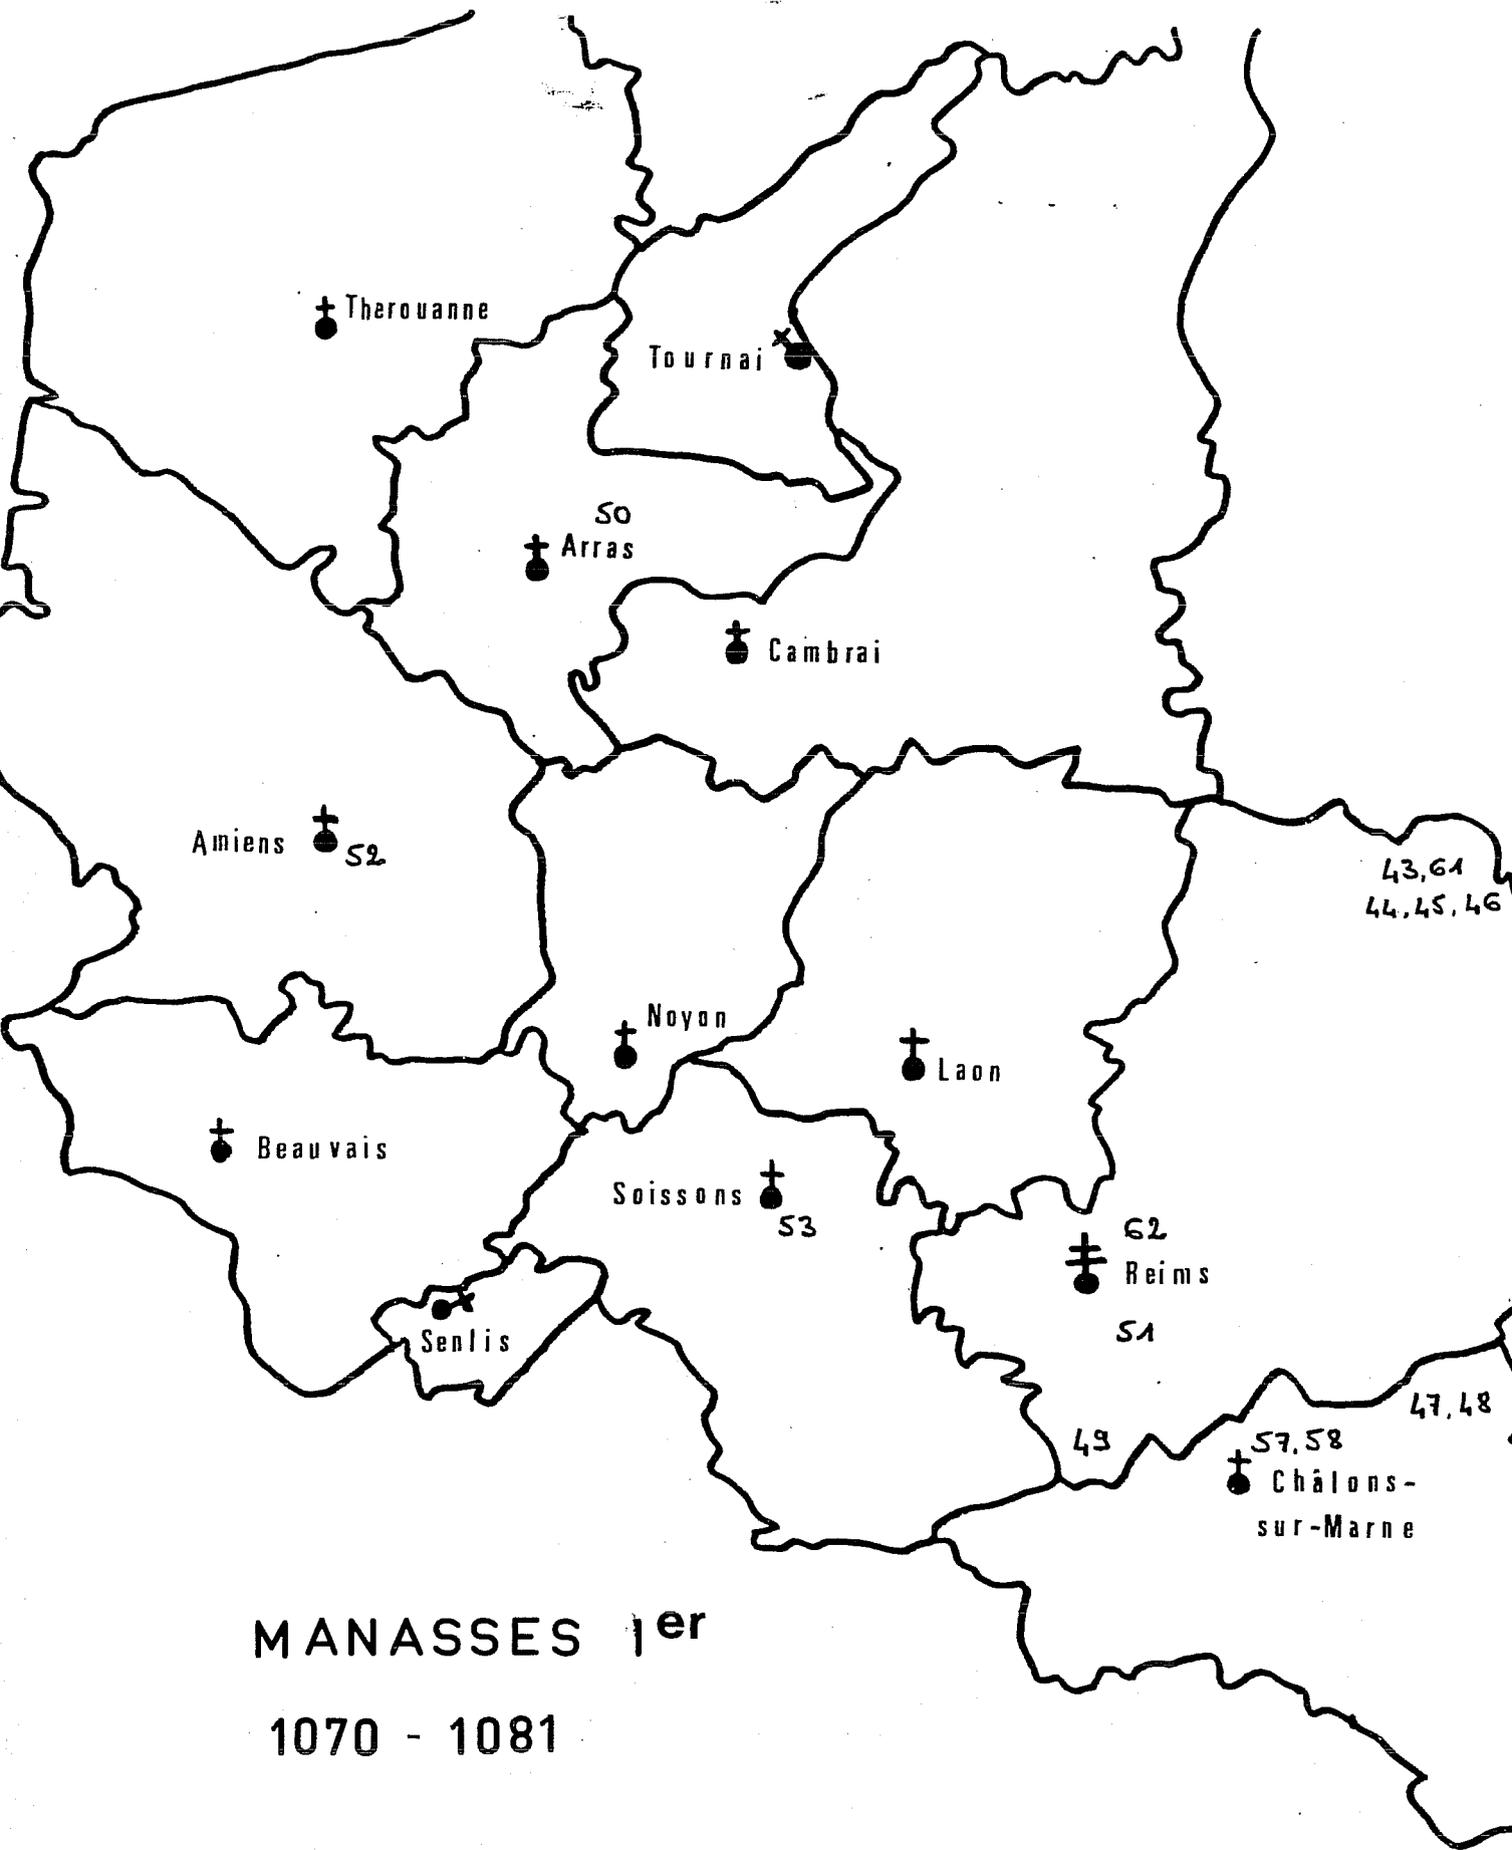 Therouanne
Tournai
50
Arras
Cambrai
Amiens
52
43,61
44,45,46
Noyon
Laon
Beauvais
Soissons
53
62
Reims
51
Senlis
47,48
49
57,58
Châlons-
sur-Marne
MANASSES 1er
1070 - 1081